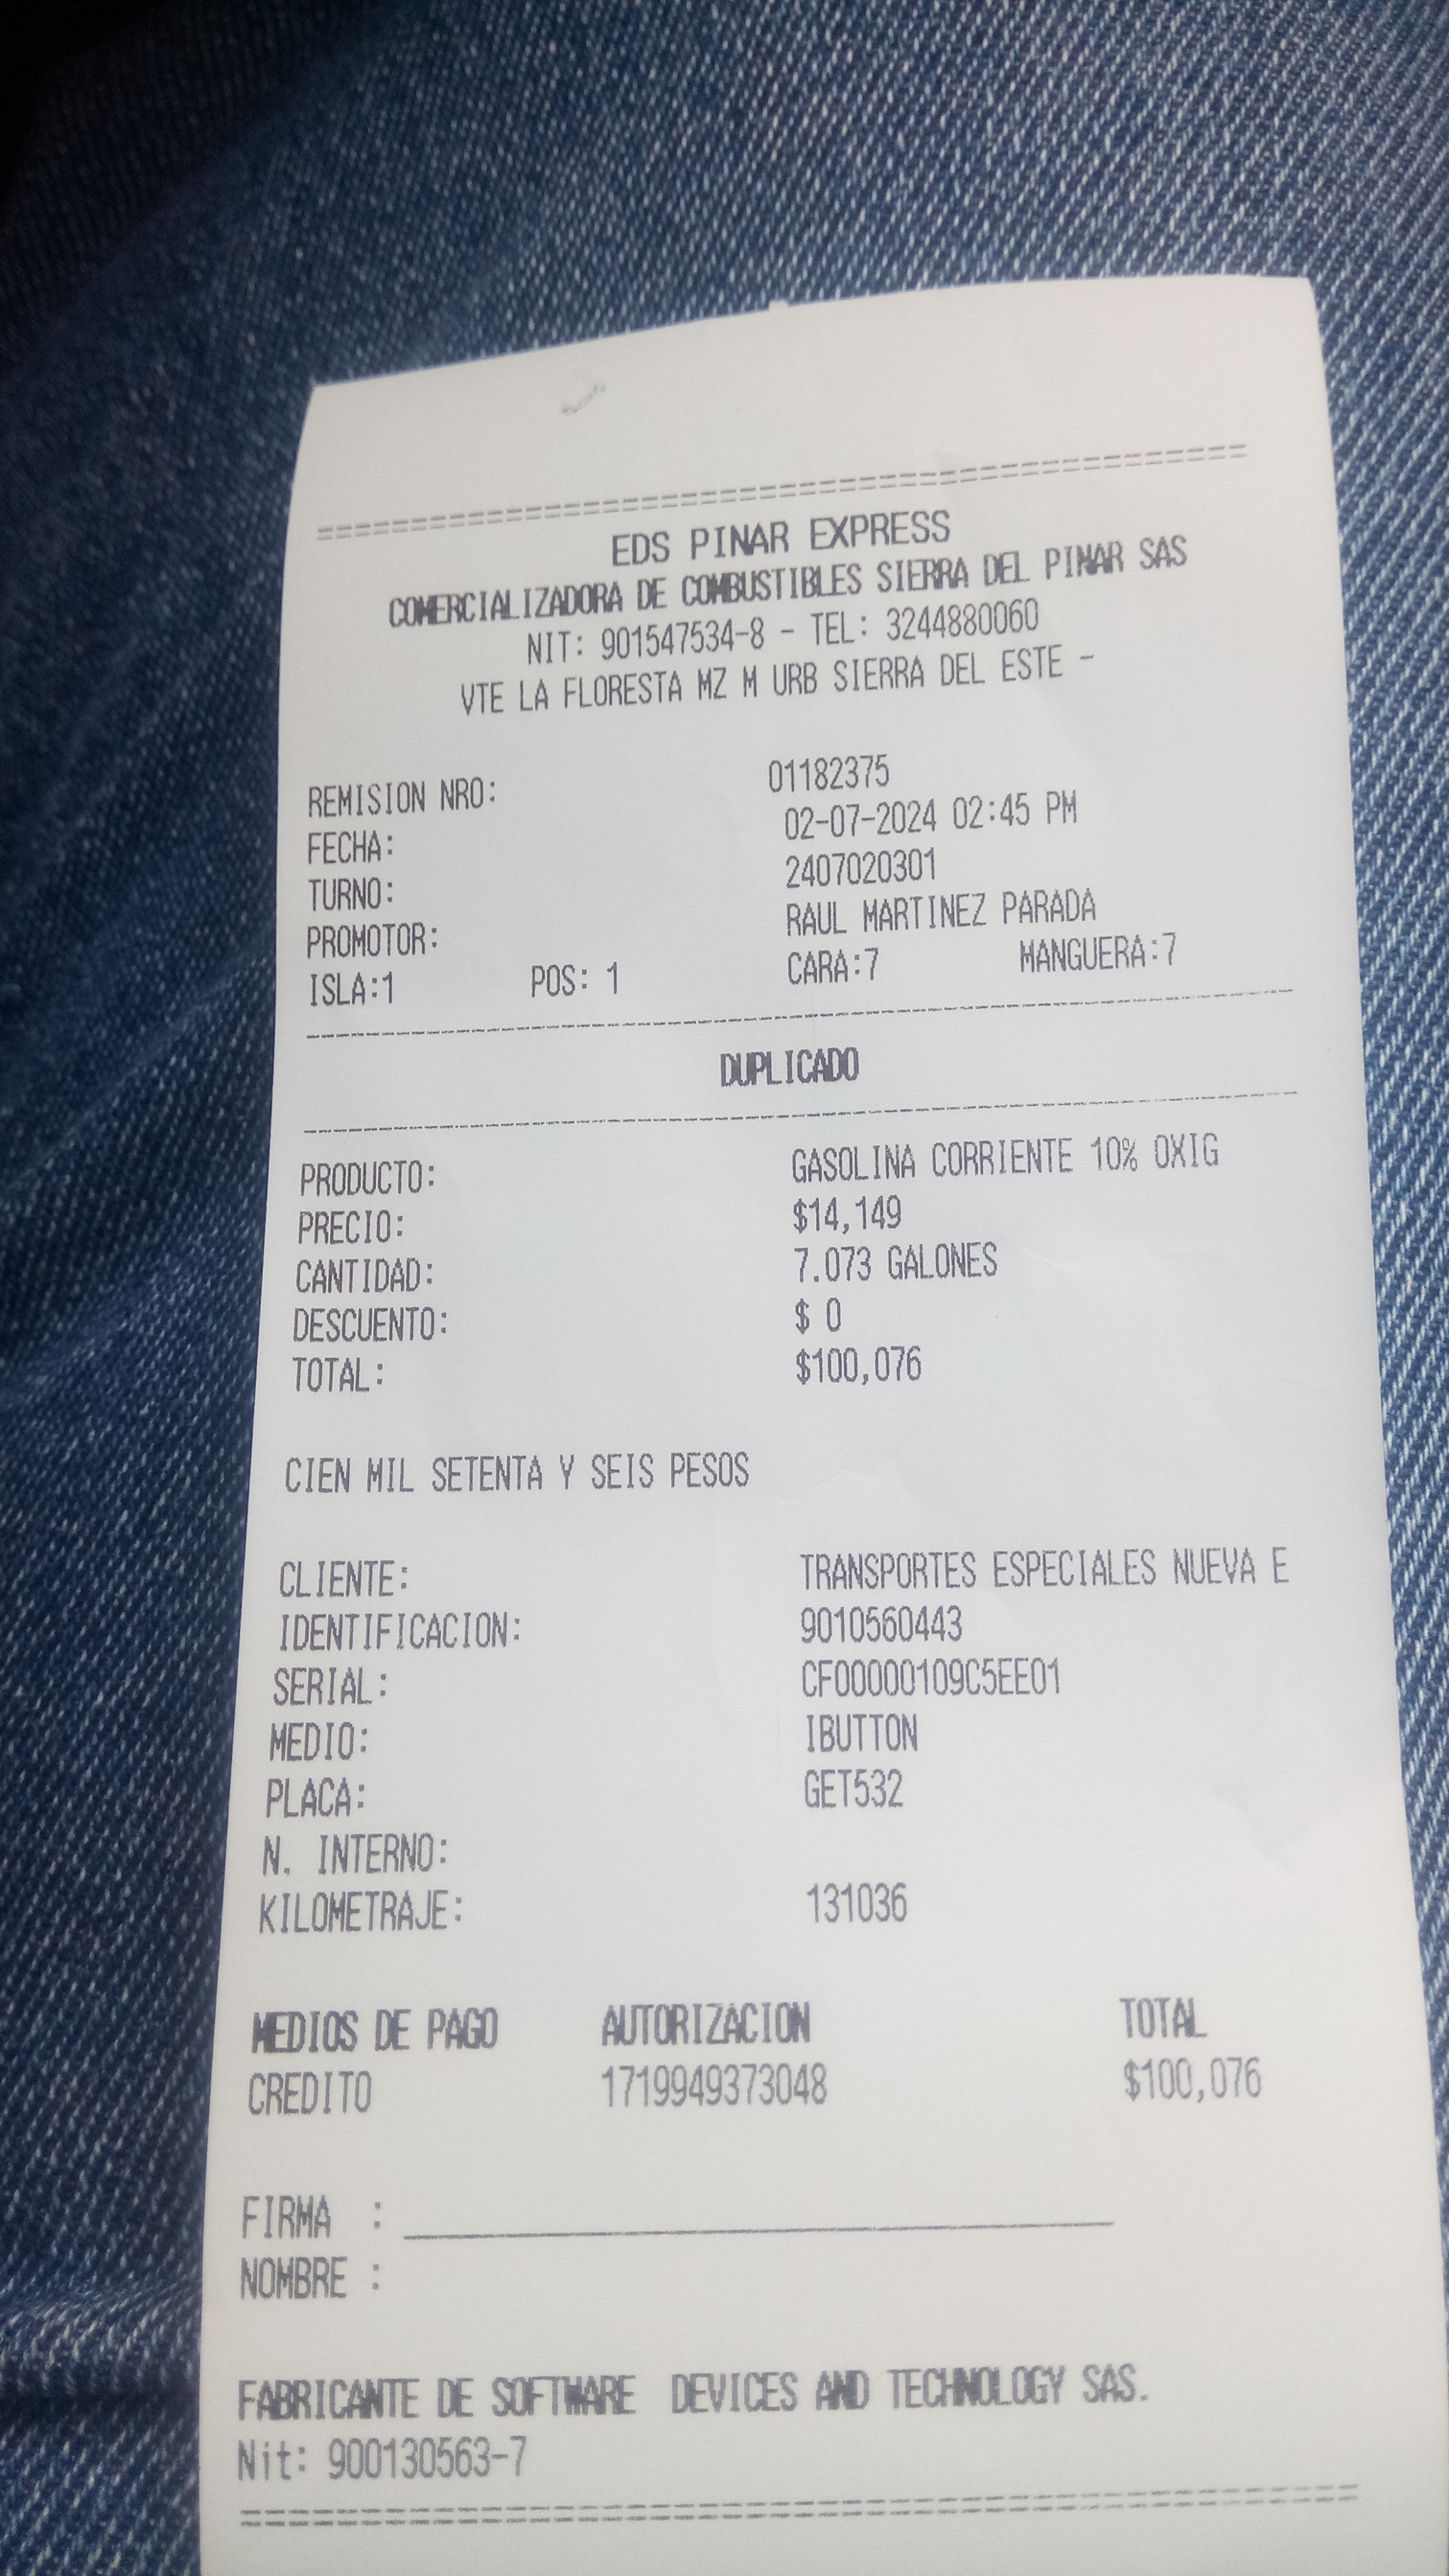 EDS PINAR EXPRESS
COMERCIALIZADORA DE COMBUSTIBLES SIERRA DEL PINAR SAS
NIT: 901547534-8 - TEL: 3244880060
VTE LA FLORESTA MZ M URB SIERRA DEL ESTE -
REMISION NRO: 01182375
FECHA: 02-07-2024 02:45 PM
TURNO: 2407020301
PROMOTOR: RAUL MARTINEZ PARADA
ISLA:1 POS: 1 CARA:7 MANGUERA:7
DUPLICADO
PRODUCTO: GASOLINA CORRIENTE 10% OXIG
PRECIO: $14,149
CANTIDAD: 7.073 GALONES
DESCUENTO: $ 0
TOTAL: $100,076
CIEN MIL SETENTA Y SEIS PESOS
CLIENTE: TRANSPORTES ESPECIALES NUEVA E
IDENTIFICACION: 9010560443
SERIAL: CF00000109C5EE01
MEDIO: IBUTTON
PLACA: GET532
N. INTERNO:
KILOMETRAJE: 131036
MEDIOS DE PAGO AUTORIZACION TOTAL
CREDITO 1719949373048 $100,076
FIRMA :
NOMBRE :
FABRICANTE DE SOFTWARE DEVICES AND TECHNOLOGY SAS.
Nit: 900130563-7